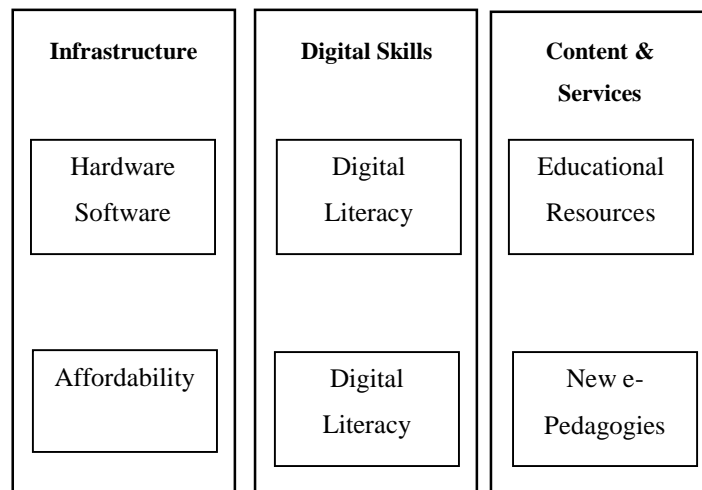 Infrastructure
Hardware
Software
Affordability
Digital Skills
Digital
Literacy
Digital
Literacy
Content &
Services
Educational
Resources
New e-
Pedagogies